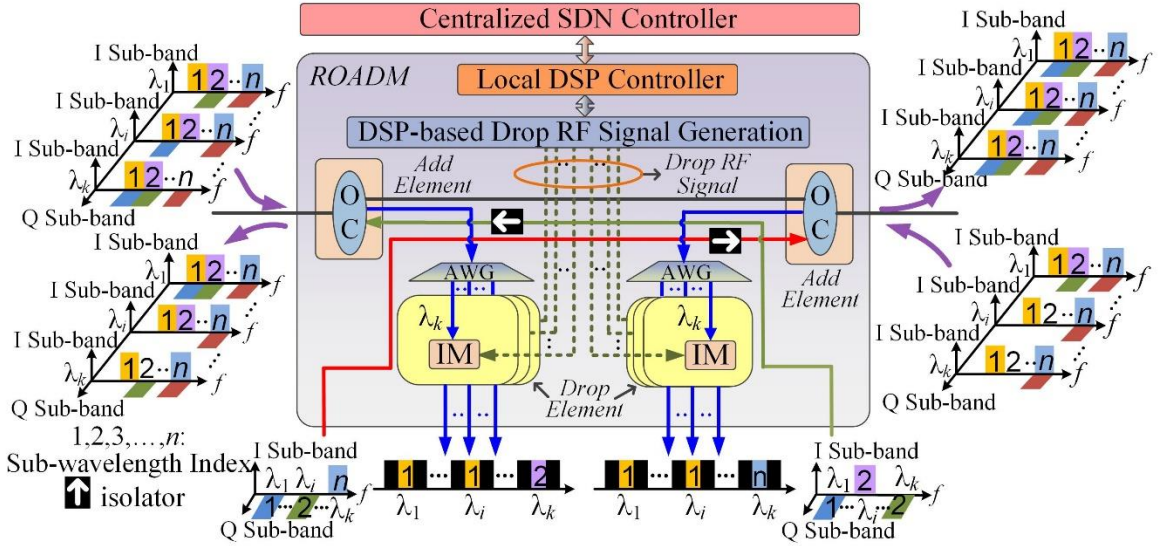 Centralized SDN Controller
ROADM
Local DSP Controller
DSP-based Drop RF Signal Generation
Drop RF
Signal
Add
Element
O
C
O
C
Add
Element
AWG
AWG
λk
IM
λk
IM
Drop
Element
I Sub-band
λ1 1 2 ·· n f
I Sub-band
λi 1 2 ·· n f
I Sub-band
λk 1 2 ·· n f
Q Sub-band
I Sub-band
λ1 1 2 ·· n f
I Sub-band
λi 1 2 ·· n f
I Sub-band
λk 1 2 ·· n f
Q Sub-band
I Sub-band
λ1 1 2 ·· n f
I Sub-band
λi 1 2 ·· n f
I Sub-band
λk 1 2 ·· n f
Q Sub-band
I Sub-band
λ1 1 2 ·· n f
I Sub-band
λi 1 2 ·· n f
I Sub-band
λk 1 2 ·· n f
Q Sub-band
1,2,3,...,n:
Sub-wavelength Index
isolator
I Sub-band
λ1 λi n f
1 ··· 2 ··· λk
Q Sub-band
1 ··· 1 ··· 2
λ1 λi λk
1 ··· 1 ··· n
λ1 λi λk
I Sub-band
λ1 2 λk f
1 ··· λi ··· 2
Q Sub-band